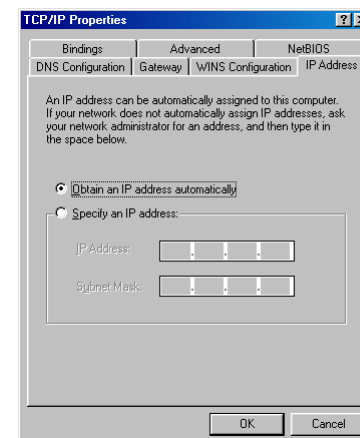 TCP/IP Properties
Bindings Advanced NetBIOS
DNS Configuration Gateway WINS Configuration IP Address
An IP address can be automatically assigned to this computer.
If your network does not automatically assign IP addresses, ask
your network administrator for an address, and then type it in
the space below.
Obtain an IP address automatically
Specify an IP address:
IP Address:
Subnet Mask:
OK Cancel